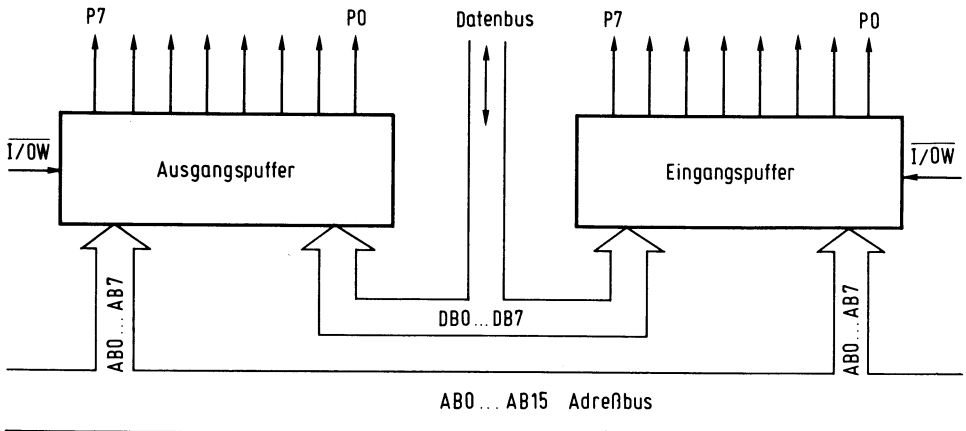 P7 P0 Datenbus P7 P0
I/OW Ausgangspuffer Eingangspuffer I/OW
AB0...AB7 DB0...DB7 AB0...AB7
AB0...AB15 Adreßbus